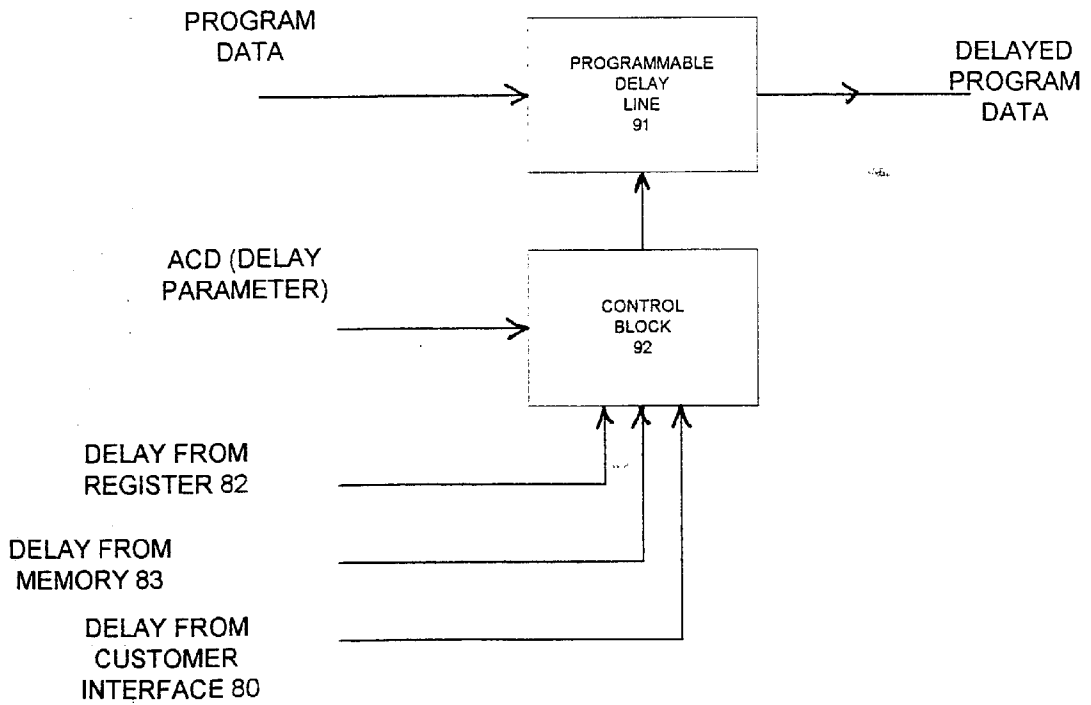 PROGRAM
DATA
PROGRAMMABLE
DELAY
LINE
91
DELAYED
PROGRAM
DATA
ACD (DELAY
PARAMETER)
CONTROL
BLOCK
92
DELAY FROM
REGISTER 82
DELAY FROM
MEMORY 83
DELAY FROM
CUSTOMER
INTERFACE 80